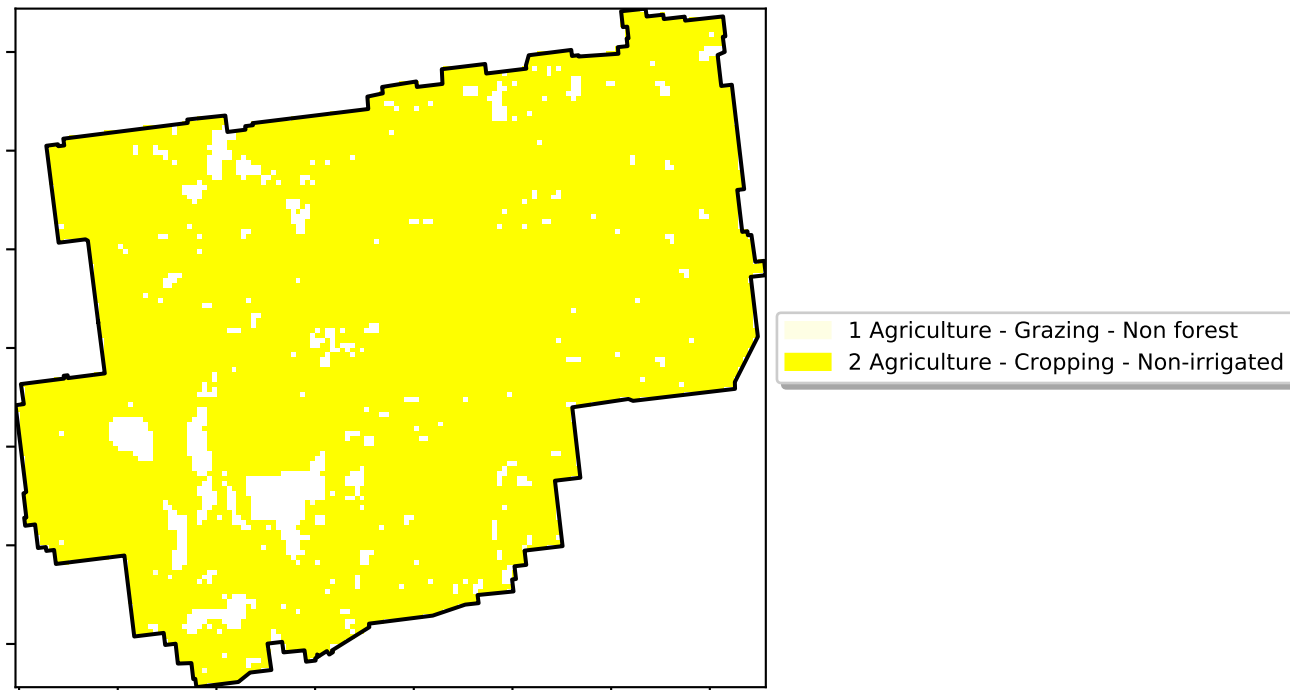 1 Agriculture - Grazing - Non forest
2 Agriculture - Cropping - Non-irrigated